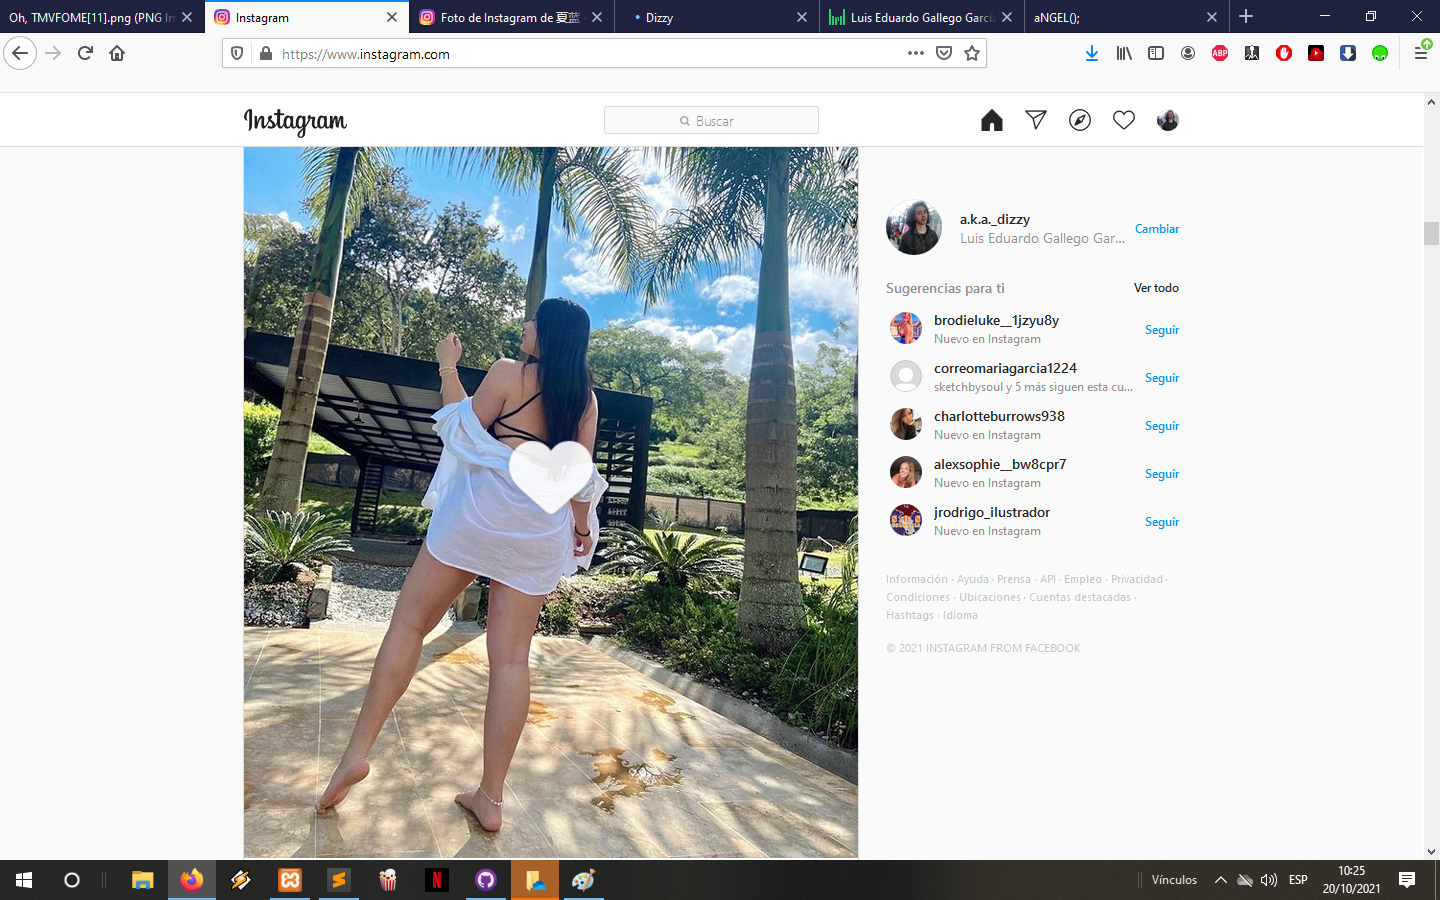 Oh, TMVFOME[11].png (PNG Im
Instagram
Foto de Instagram de 夏蓝
Dizzy
Luis Eduardo Gallego García
aNGEL();
https://www.instagram.com
ABP
Instagram
Buscar
a.k.a._dizzy
Luis Eduardo Gallego Gar...
Cambiar
Sugerencias para ti
Ver todo
brodieluke__1jzyu8y
Nuevo en Instagram
Seguir
correomariagarcia1224
sketchbysoul y 5 más siguen esta cu...
Seguir
charlotteburrows938
Nuevo en Instagram
Seguir
alexsophie__bw8cpr7
Nuevo en Instagram
Seguir
jrodrigo_ilustrador
Nuevo en Instagram
Seguir
Información · Ayuda · Prensa · API · Empleo · Privacidad ·
Condiciones · Ubicaciones · Cuentas destacadas ·
Hashtags · Idioma
© 2021 INSTAGRAM FROM FACEBOOK
Vínculos
ESP
10:25
20/10/2021